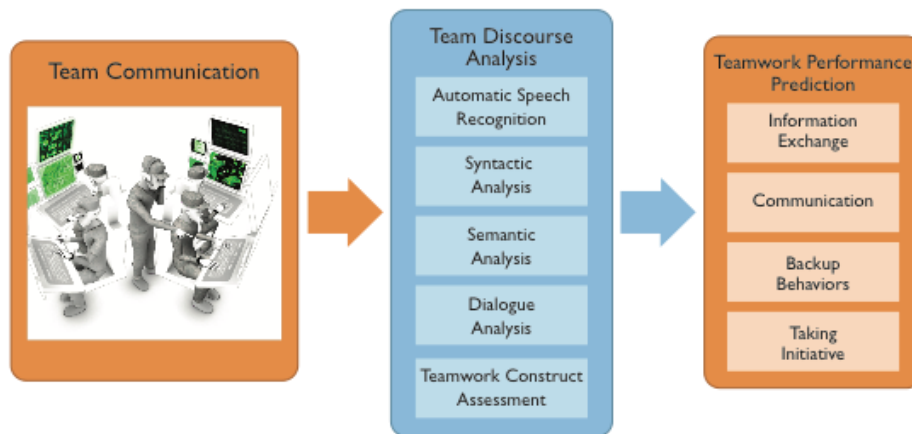 Team Communication
Team Discourse
Analysis
Automatic Speech
Recognition
Syntactic
Analysis
Semantic
Analysis
Dialogue
Analysis
Teamwork Construct
Assessment
Teamwork Performance
Prediction
Information
Exchange
Communication
Backup
Behaviors
Taking
Initiative